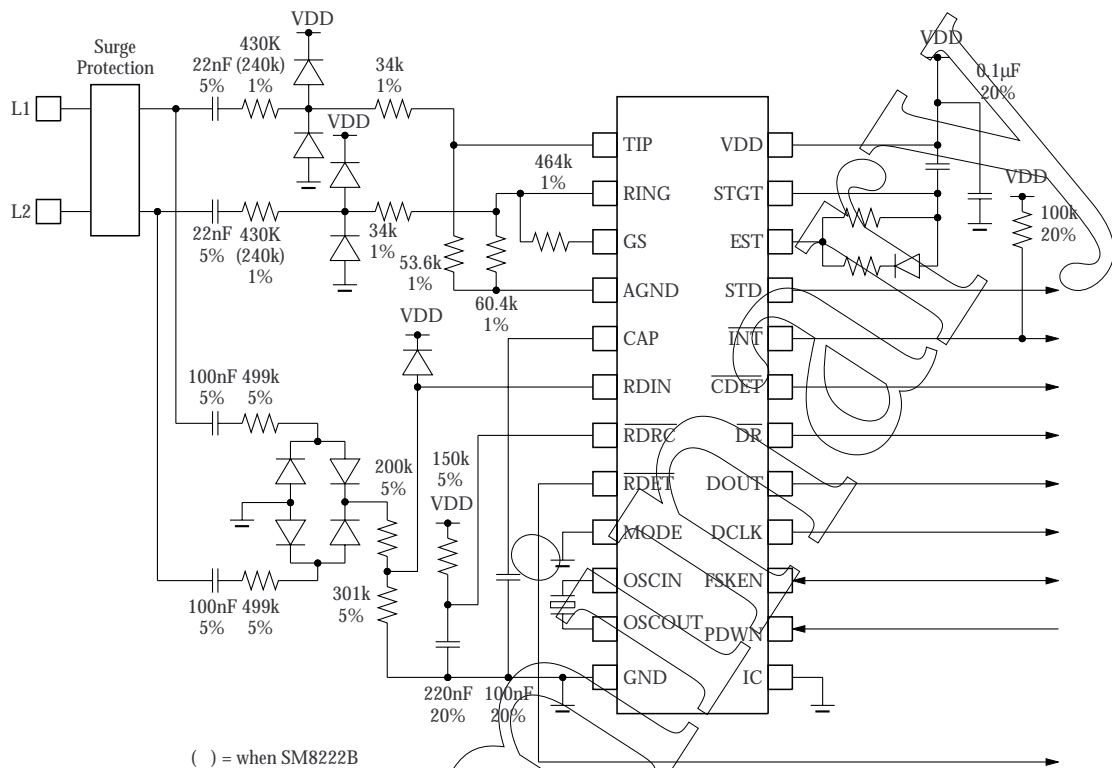 VDD
Surge
Protection
22nF
5%
430K
(240k)
1%
34k
1%
L1
VDD
L2
22nF
5%
430K
(240k)
1%
34k
1%
464k
1%
53.6k
1%
60.4k
1%
VDD
100nF
5%
499k
5%
200k
5%
150k
5%
VDD
100nF
5%
499k
5%
301k
5%
220nF
20%
100nF
20%
TIP
RING
GS
AGND
CAP
RDIN
RDRC
RDET
MODE
OSCIN
OSCOUT
GND
VDD
STGT
EST
STD
INT
CDET
DR
DOUT
DCLK
FSKEN
PDWN
IC
VDD
0.1µF
20%
VDD
100k
20%
( ) = when SM8222B